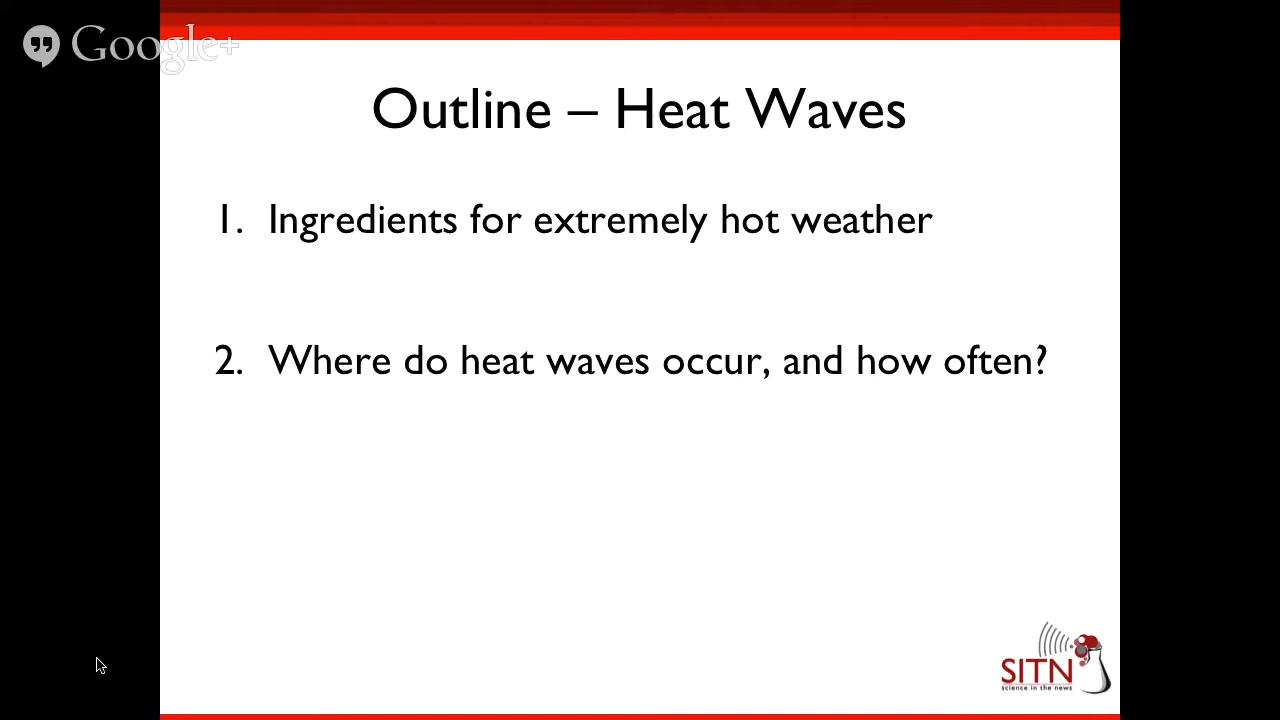 Google+
Outline – Heat Waves
1. Ingredients for extremely hot weather
2. Where do heat waves occur, and how often?
SITN
science in the news